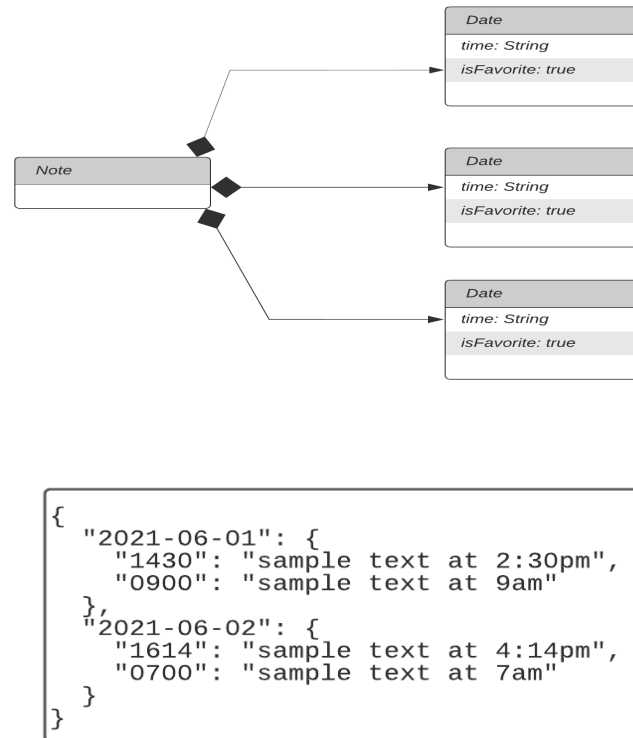 Date
time: String
isFavorite: true
Note
Date
time: String
isFavorite: true
Date
time: String
isFavorite: true
{
  "2021-06-01": {
    "1430": "sample text at 2:30pm",
    "0900": "sample text at 9am"
  },
  "2021-06-02": {
    "1614": "sample text at 4:14pm",
    "0700": "sample text at 7am"
  }
}